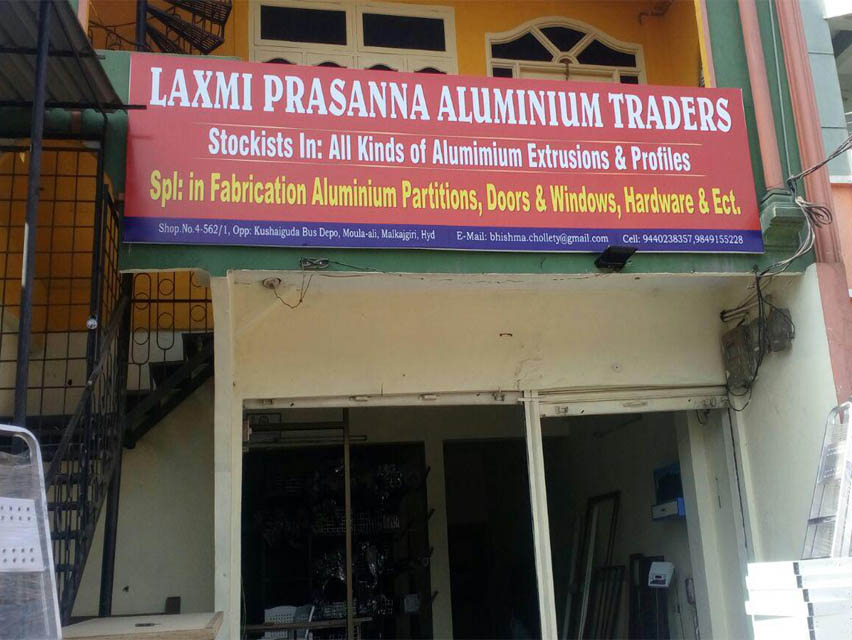 LAXMI PRASANNA ALUMINIUM TRADERS
Stockists In: All Kinds of Alumimium Extrusions & Profiles
Spl: in Fabrication Aluminium Partitions, Doors & Windows, Hardware & Ect.
Shop.No.4-562/1, Opp: Kushaiguda Bus Depo, Moula-ali, Malkajgiri, Hyd E-Mail: bhishma.chollety@gmail.com Cell: 9440238357,9849155228